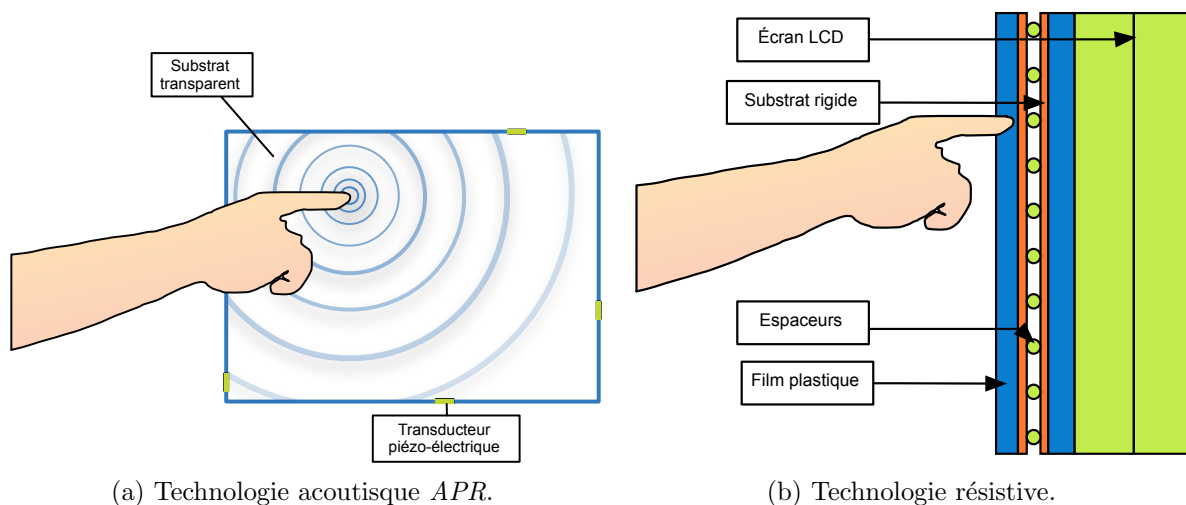 Substrat
transparent
Transducteur
piézo-électrique
(a) Technologie acoutisque APR.
Écran LCD
Substrat rigide
Espaceurs
Film plastique
(b) Technologie résistive.